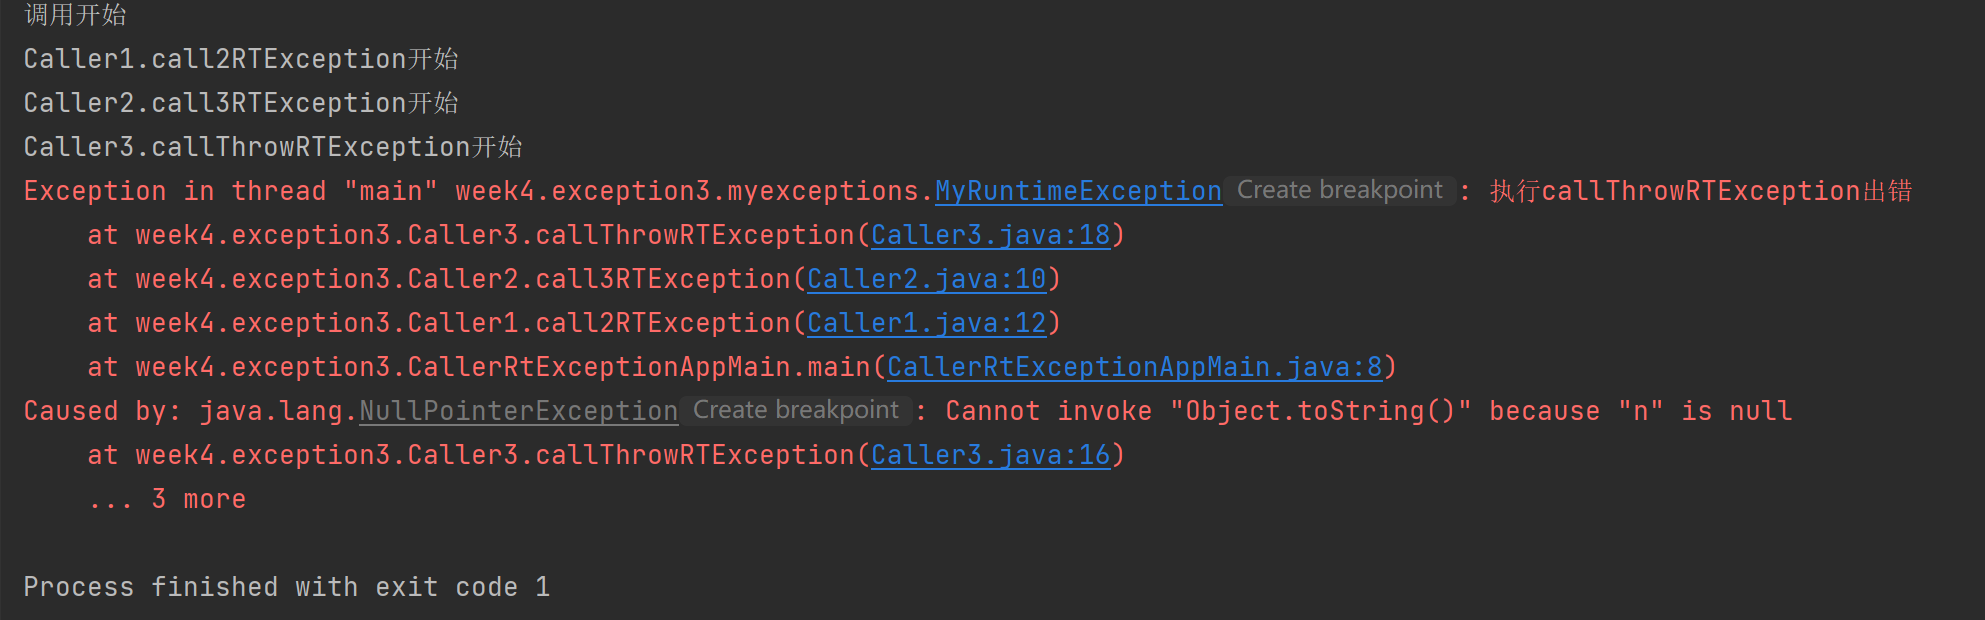 调用开始
Caller1.call2RTException开始
Caller2.call3RTException开始
Caller3.callThrowRTException开始
Exception in thread "main" week4.exception3.myexceptions.MyRuntimeException Create breakpoint : 执行callThrowRTException出错
    at week4.exception3.Caller3.callThrowRTException(Caller3.java:18)
    at week4.exception3.Caller2.call3RTException(Caller2.java:10)
    at week4.exception3.Caller1.call2RTException(Caller1.java:12)
    at week4.exception3.CallerRtExceptionAppMain.main(CallerRtExceptionAppMain.java:8)
Caused by: java.lang.NullPointerException Create breakpoint : Cannot invoke "Object.toString()" because "n" is null
    at week4.exception3.Caller3.callThrowRTException(Caller3.java:16)
    ... 3 more
Process finished with exit code 1